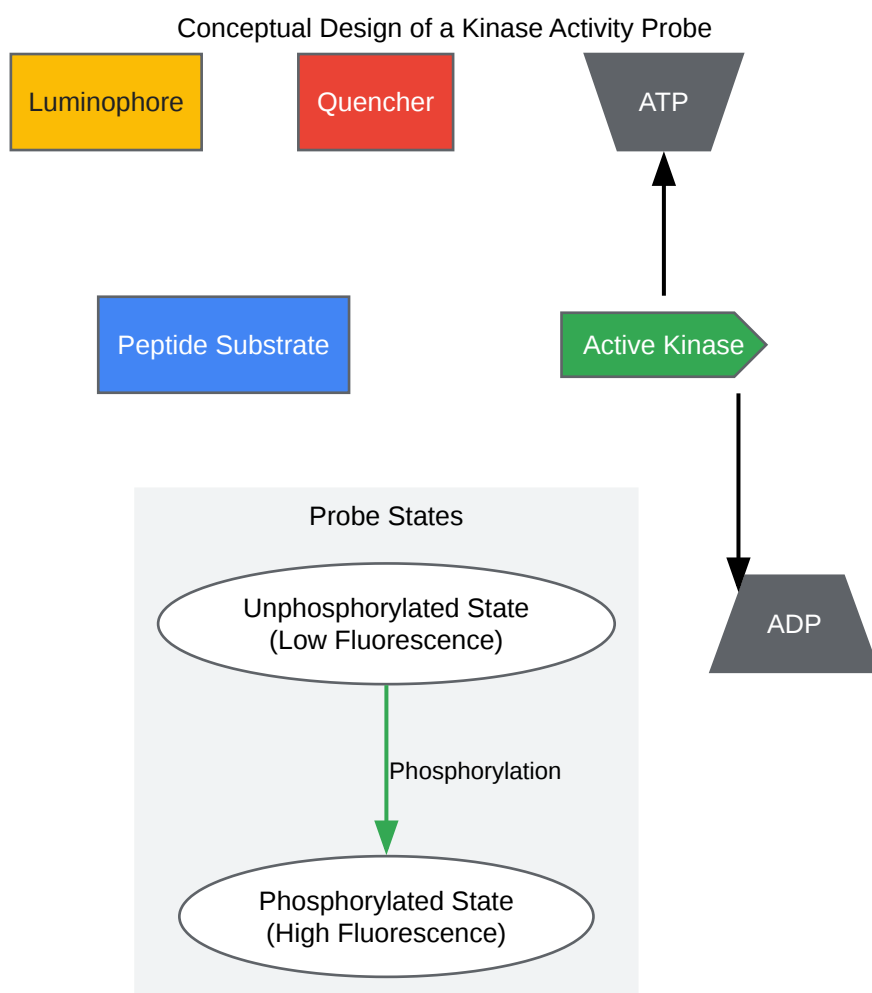 Conceptual Design of a Kinase Activity Probe
Luminophore
Quencher
ATP
Peptide Substrate
Active Kinase
Probe States
Unphosphorylated State
(Low Fluorescence)
ADP
Phosphorylation
Phosphorylated State
(High Fluorescence)